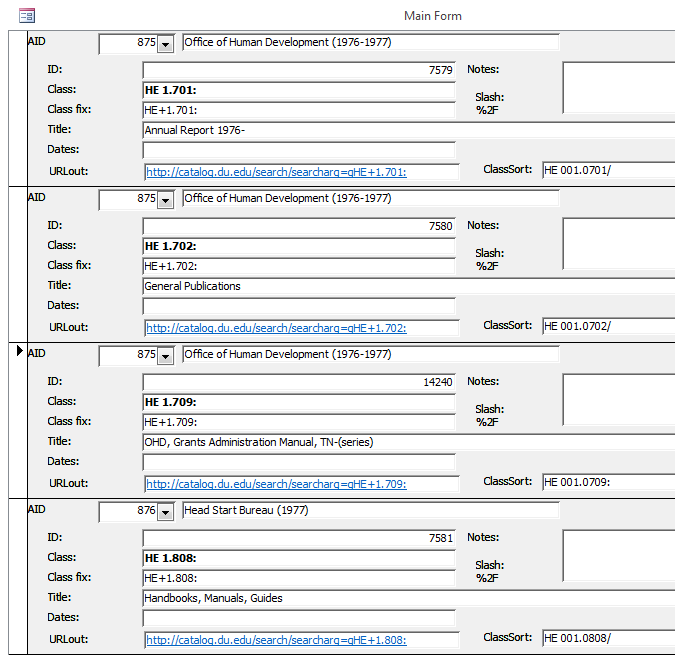 Main Form
AID 875 Office of Human Development (1976-1977)
ID: 7579 Notes:
Class: HE 1.701: Slash:
Class fix: HE+1.701: %2F
Title: Annual Report 1976-
Dates:
URLout: http://catalog.du.edu/search/searcharg=qHE+1.701: ClassSort: HE 001.0701/
AID 875 Office of Human Development (1976-1977)
ID: 7580 Notes:
Class: HE 1.702: Slash:
Class fix: HE+1.702: %2F
Title: General Publications
Dates:
URLout: http://catalog.du.edu/search/searcharg=qHE+1.702: ClassSort: HE 001.0702/
AID 875 Office of Human Development (1976-1977)
ID: 14240 Notes:
Class: HE 1.709: Slash:
Class fix: HE+1.709: %2F
Title: OHD, Grants Administration Manual, TN-(series)
Dates:
URLout: http://catalog.du.edu/search/searcharg=qHE+1.709: ClassSort: HE 001.0709:
AID 876 Head Start Bureau (1977)
ID: 7581 Notes:
Class: HE 1.808: Slash:
Class fix: HE+1.808: %2F
Title: Handbooks, Manuals, Guides
Dates:
URLout: http://catalog.du.edu/search/searcharg=qHE+1.808: ClassSort: HE 001.0808/